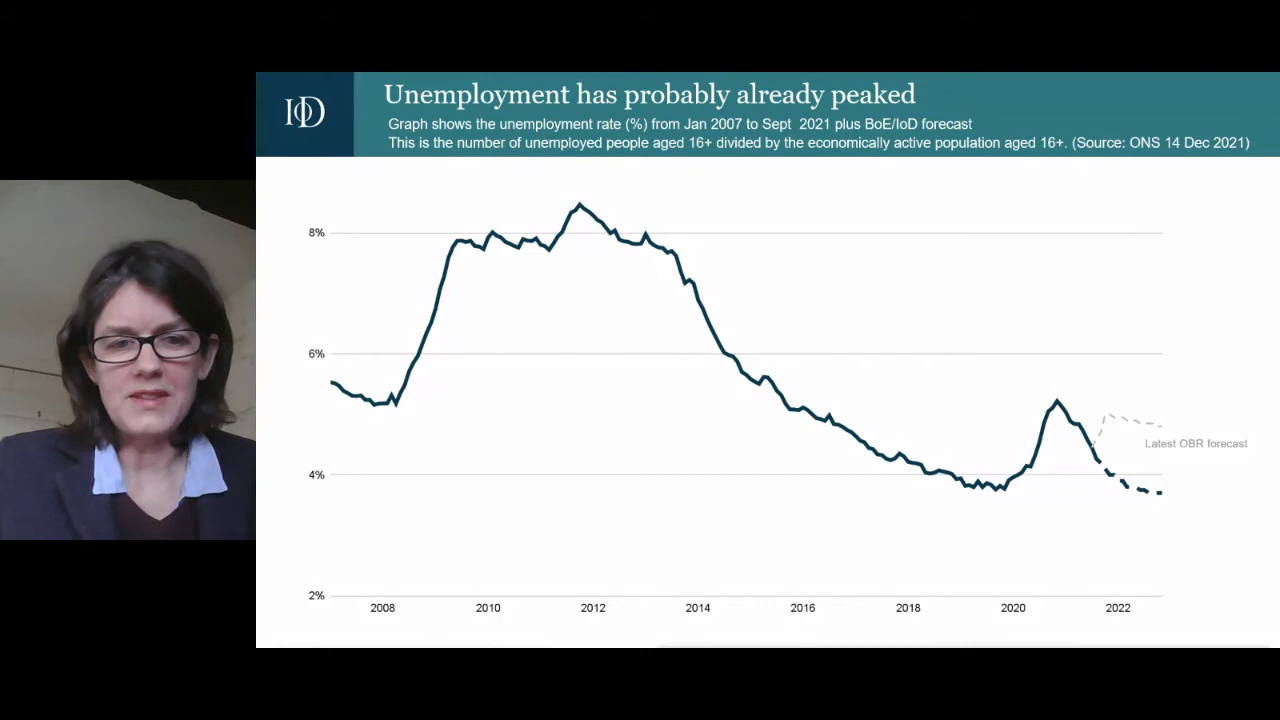 IoD
Unemployment has probably already peaked
Graph shows the unemployment rate (%) from Jan 2007 to Sept 2021 plus BoE/IoD forecast
This is the number of unemployed people aged 16+ divided by the economically active population aged 16+. (Source: ONS 14 Dec 2021)
8%
6%
Latest OBR forecast
4%
2%
2008 2010 2012 2014 2016 2018 2020 2022